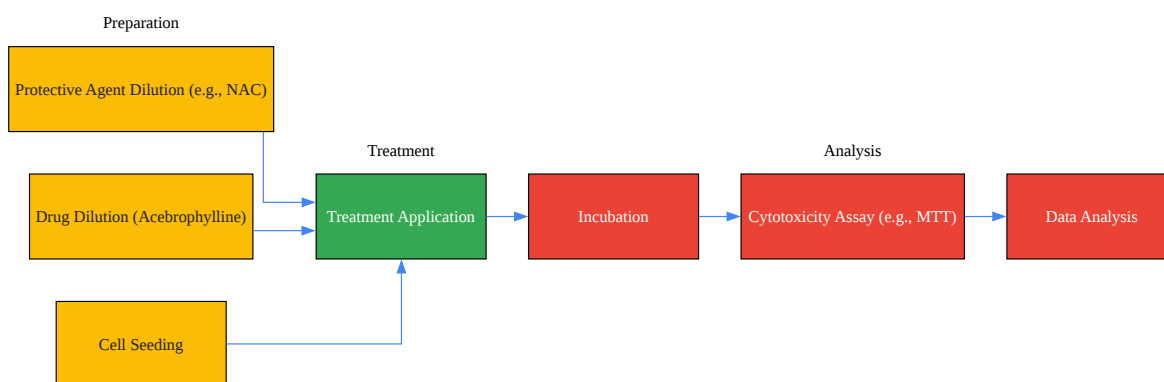 Preparation
Protective Agent Dilution (e.g., NAC)
Drug Dilution (Acebrophylline)
Cell Seeding
Treatment
Treatment Application
Incubation
Analysis
Cytotoxicity Assay (e.g., MTT)
Data Analysis